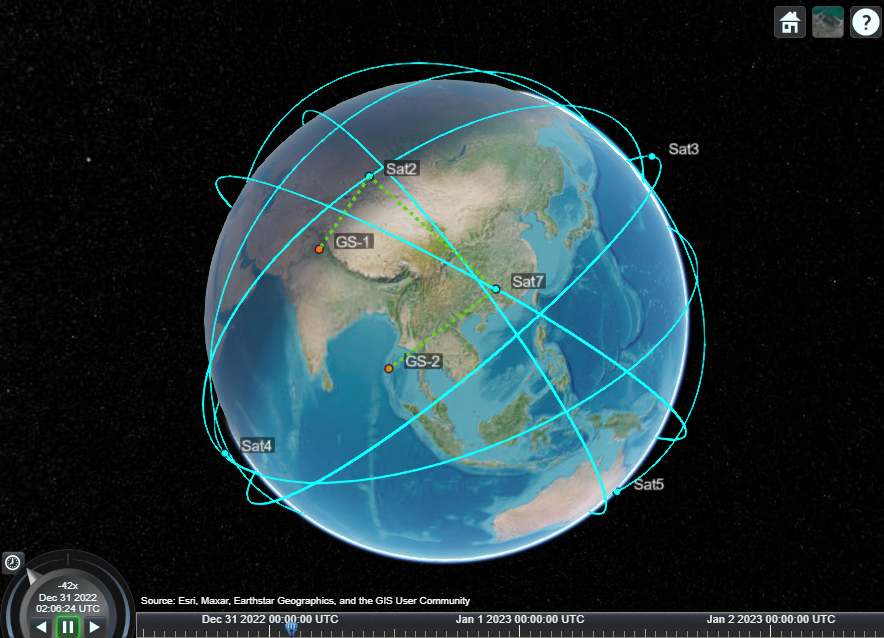 ?
Sat3
Sat2
GS-1
Sat7
GS-2
Sat4
Sat5
-42x
Dec 31 2022
02:06:24 UTC
Source: Esri, Maxar, Earthstar Geographics, and the GIS User Community
Dec 31 2022 00:00:00 UTC
Jan 1 2023 00:00:00 UTC
Jan 2 2023 00:00:00 UTC